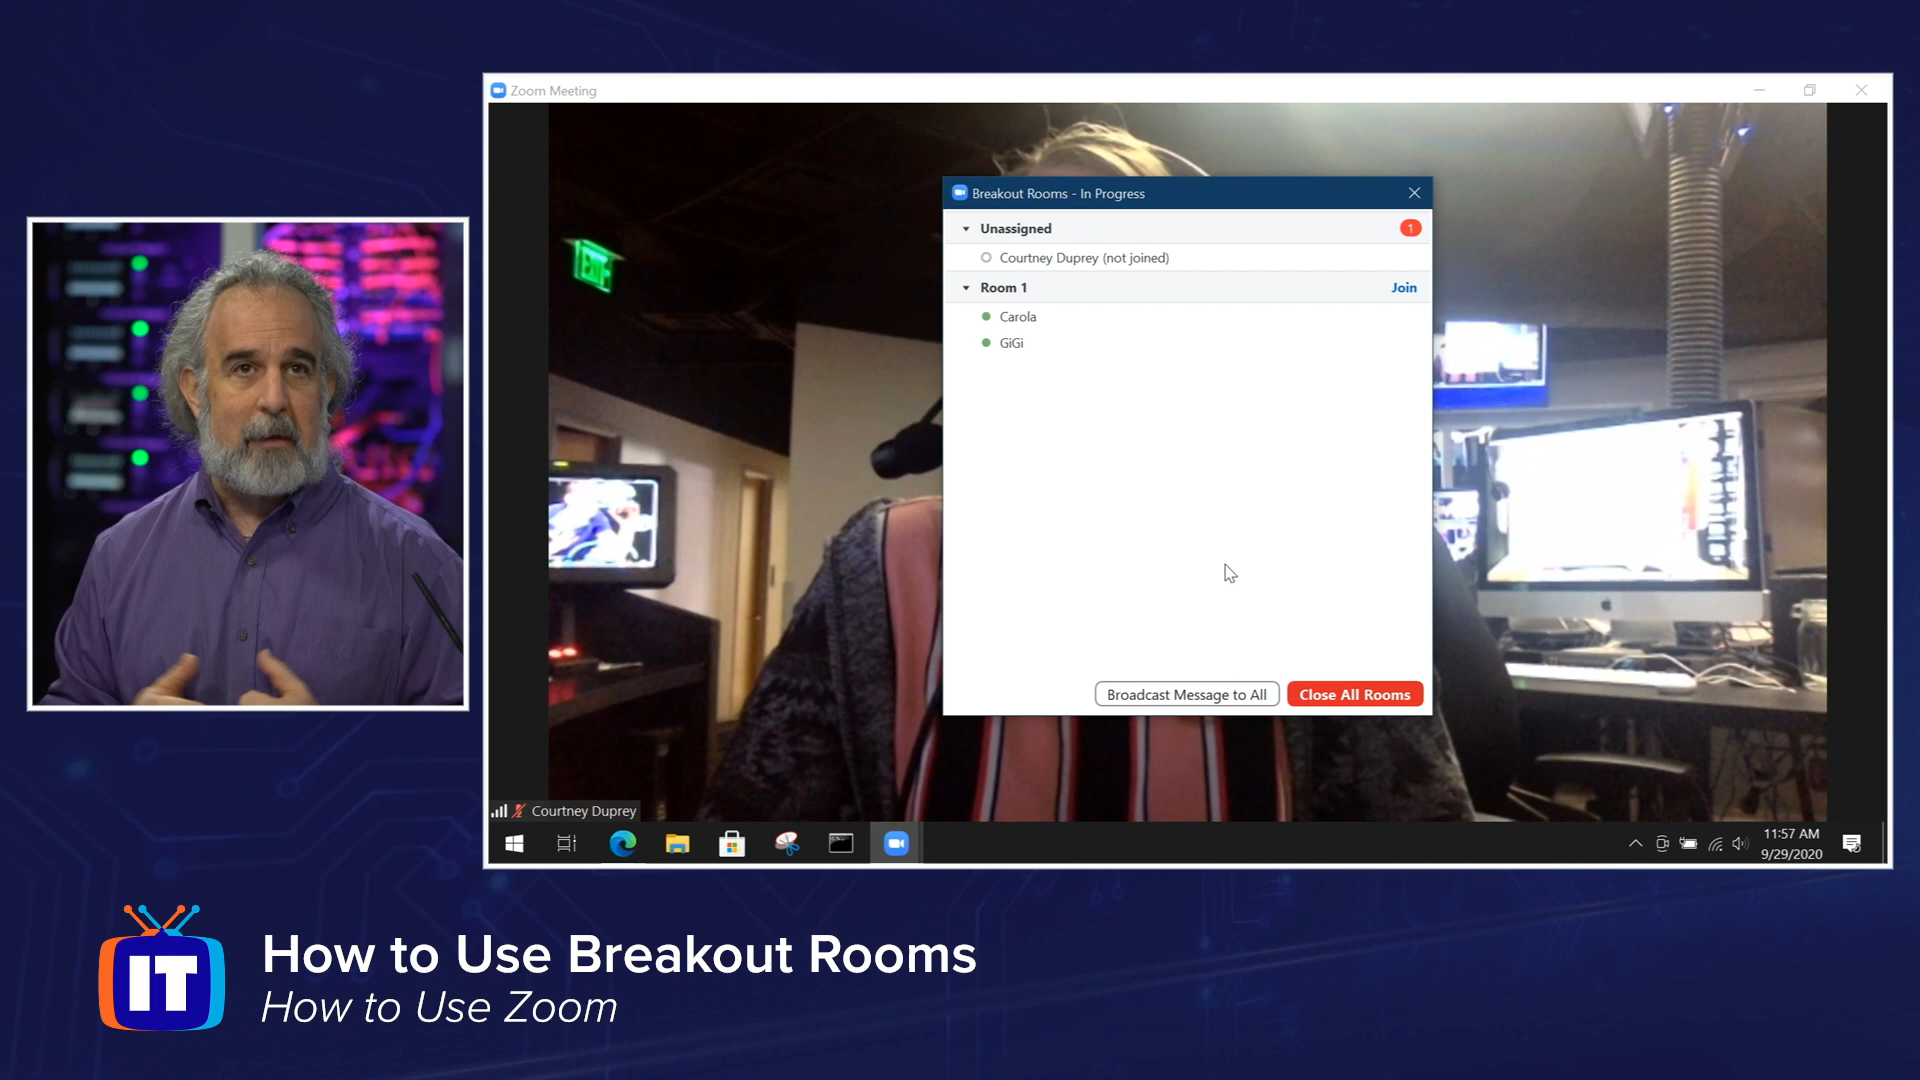 Zoom Meeting
EXIT
Breakout Rooms - In Progress
Unassigned 1
Courtney Duprey (not joined)
Room 1 Join
Carola
GiGi
Broadcast Message to All Close All Rooms
Courtney Duprey
11:57 AM
9/29/2020
IT
How to Use Breakout Rooms
How to Use Zoom